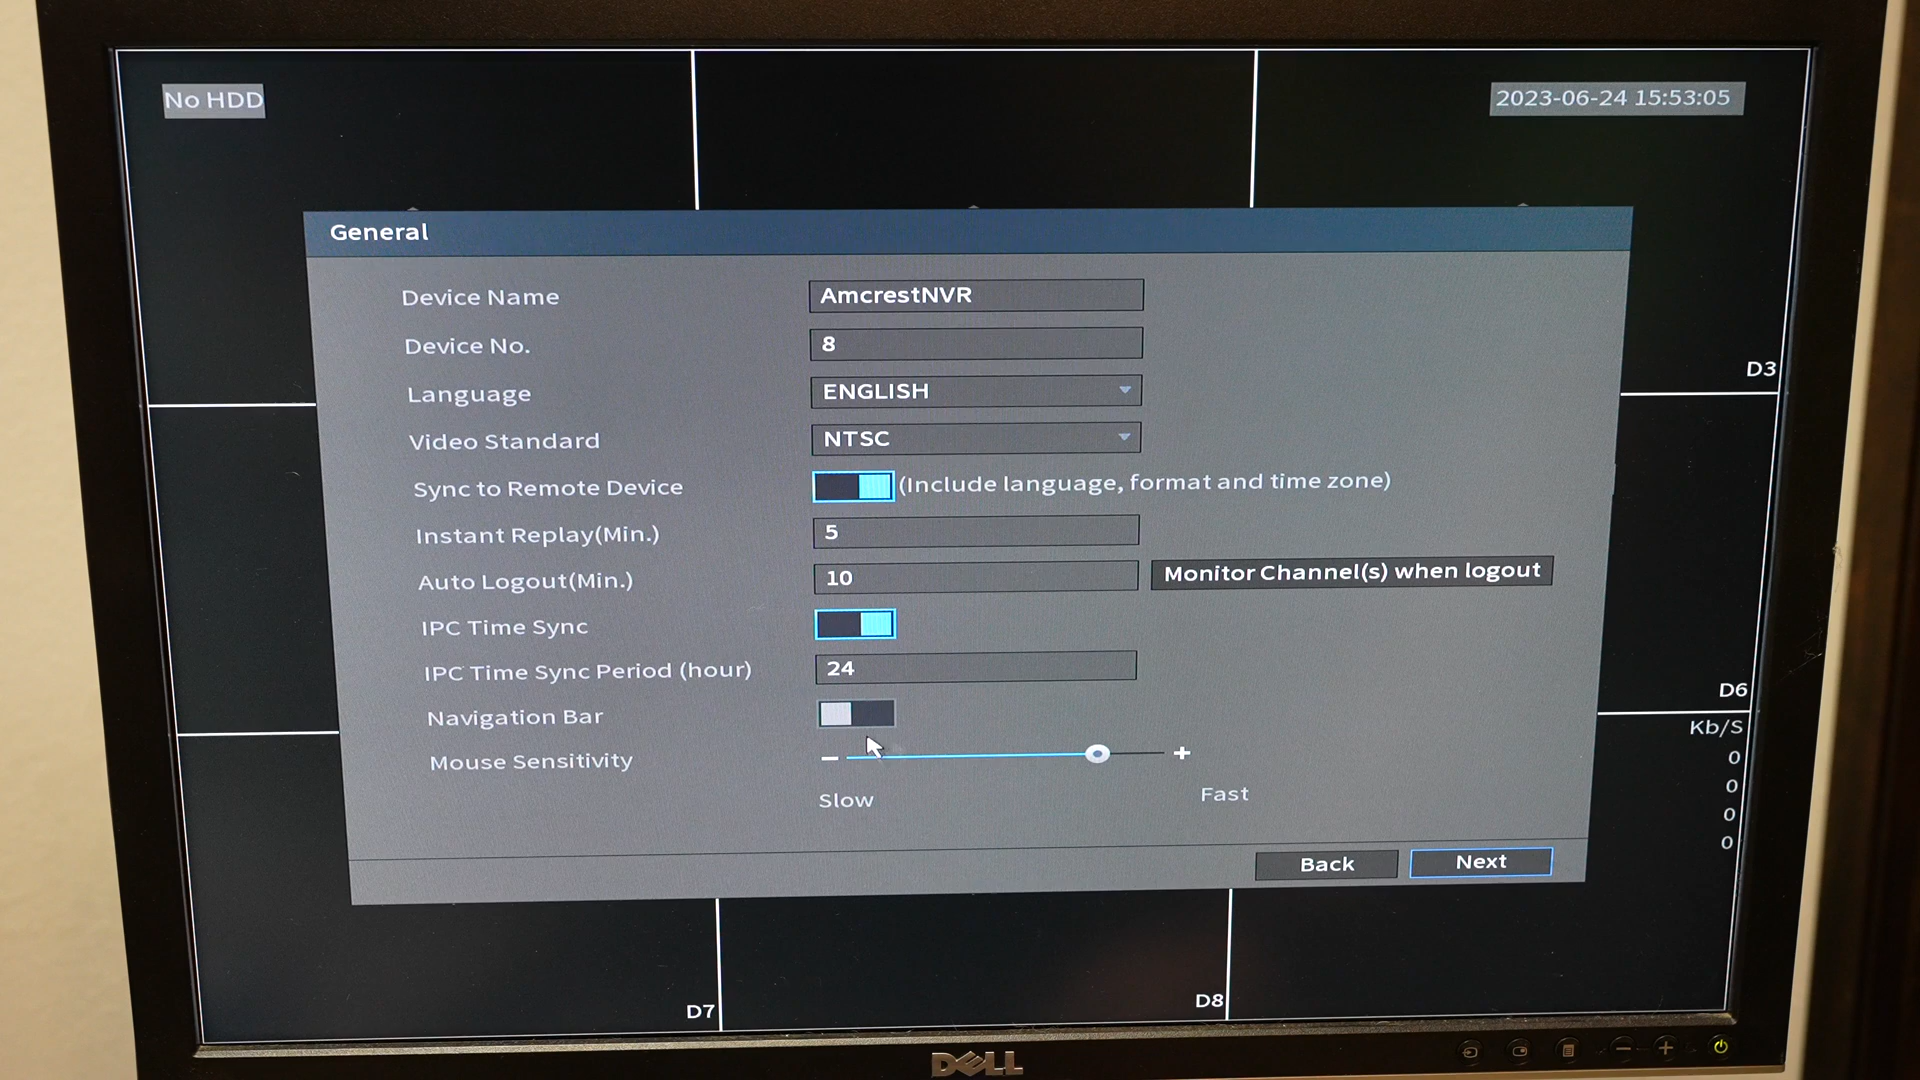 No HDD
2023-06-24 15:53:05
General
Device Name AmcrestNVR
Device No. 8
Language ENGLISH
Video Standard NTSC
Sync to Remote Device (Include language, format and time zone)
Instant Replay(Min.) 5
Auto Logout(Min.) 10 Monitor Channel(s) when logout
IPC Time Sync
IPC Time Sync Period (hour) 24
Navigation Bar
Mouse Sensitivity − +
Slow Fast
Back Next
D3
D6
Kb/S
0
0
0
0
D7
D8
DELL